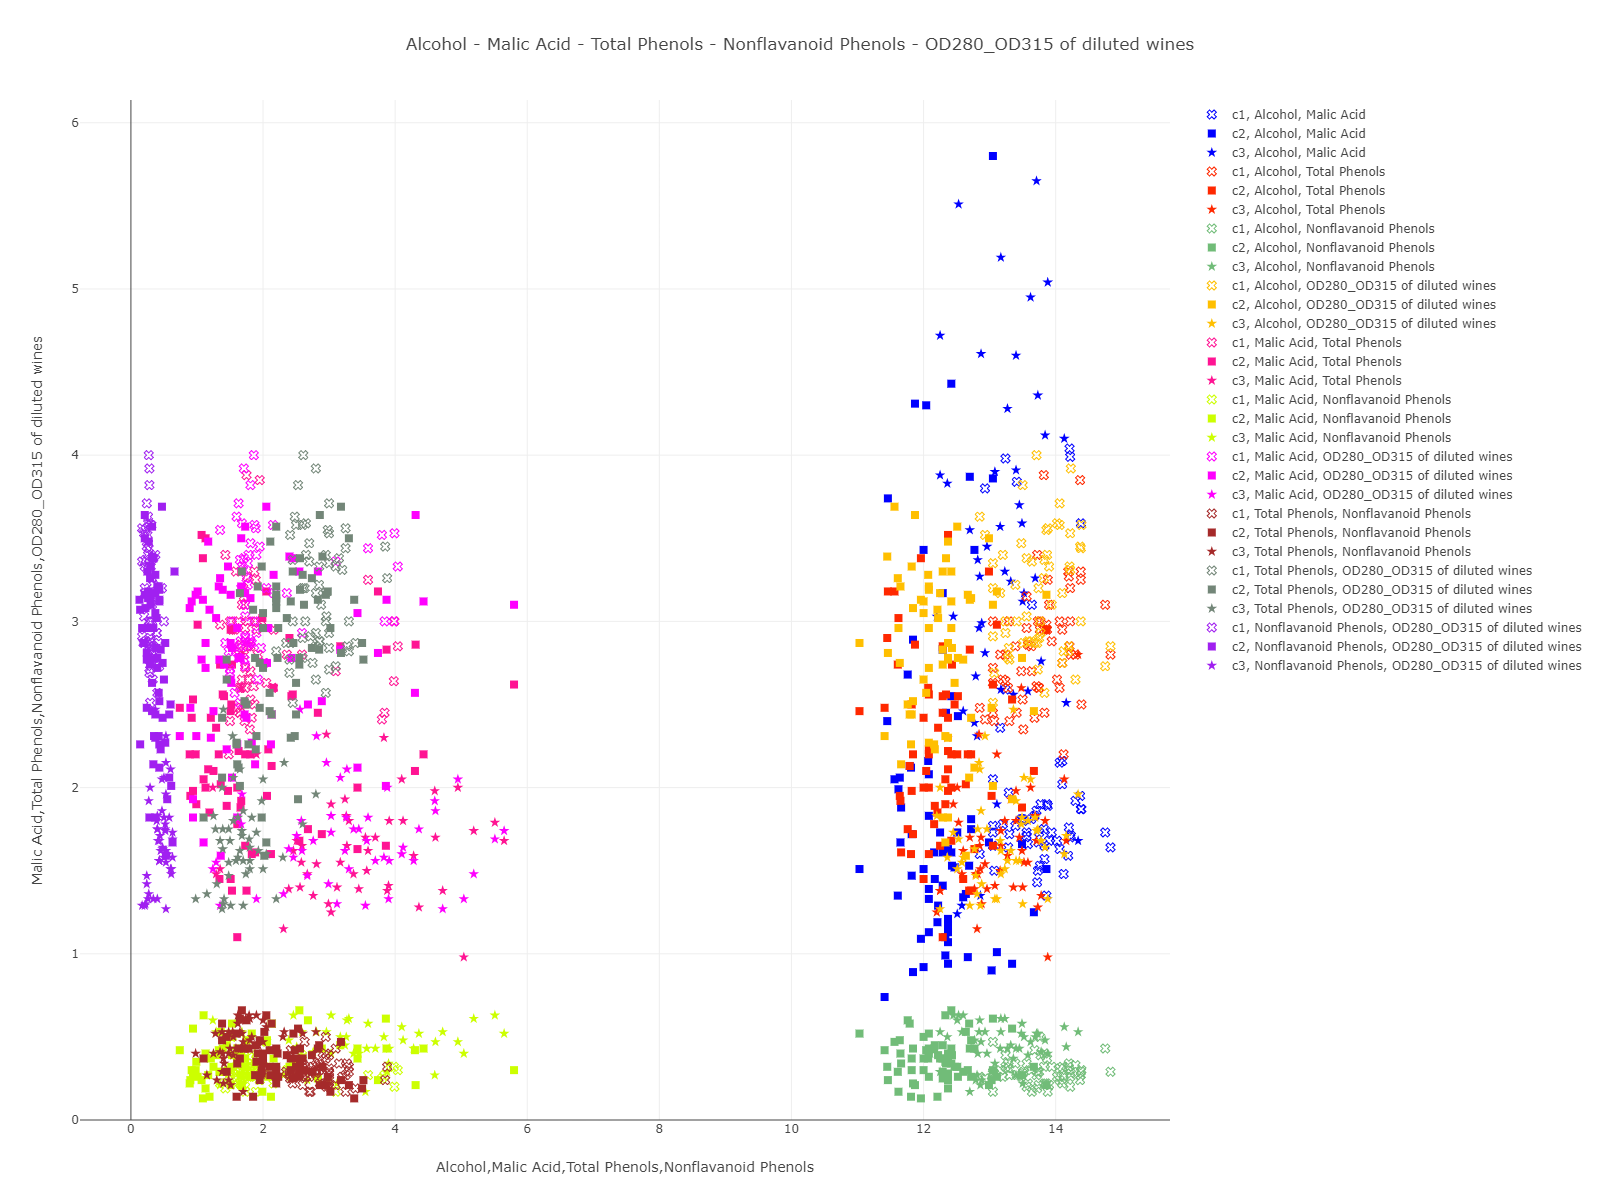 Alcohol - Malic Acid - Total Phenols - Nonflavanoid Phenols - OD280_OD315 of diluted wines
Malic Acid,Total Phenols,Nonflavanoid Phenols,OD280_OD315 of diluted wines
6
5
4
3
2
1
0
0
2
4
6
8
10
12
14
Alcohol,Malic Acid,Total Phenols,Nonflavanoid Phenols
c1, Alcohol, Malic Acid
c2, Alcohol, Malic Acid
c3, Alcohol, Malic Acid
c1, Alcohol, Total Phenols
c2, Alcohol, Total Phenols
c3, Alcohol, Total Phenols
c1, Alcohol, Nonflavanoid Phenols
c2, Alcohol, Nonflavanoid Phenols
c3, Alcohol, Nonflavanoid Phenols
c1, Alcohol, OD280_OD315 of diluted wines
c2, Alcohol, OD280_OD315 of diluted wines
c3, Alcohol, OD280_OD315 of diluted wines
c1, Malic Acid, Total Phenols
c2, Malic Acid, Total Phenols
c3, Malic Acid, Total Phenols
c1, Malic Acid, Nonflavanoid Phenols
c2, Malic Acid, Nonflavanoid Phenols
c3, Malic Acid, Nonflavanoid Phenols
c1, Malic Acid, OD280_OD315 of diluted wines
c2, Malic Acid, OD280_OD315 of diluted wines
c3, Malic Acid, OD280_OD315 of diluted wines
c1, Total Phenols, Nonflavanoid Phenols
c2, Total Phenols, Nonflavanoid Phenols
c3, Total Phenols, Nonflavanoid Phenols
c1, Total Phenols, OD280_OD315 of diluted wines
c2, Total Phenols, OD280_OD315 of diluted wines
c3, Total Phenols, OD280_OD315 of diluted wines
c1, Nonflavanoid Phenols, OD280_OD315 of diluted wines
c2, Nonflavanoid Phenols, OD280_OD315 of diluted wines
c3, Nonflavanoid Phenols, OD280_OD315 of diluted wines